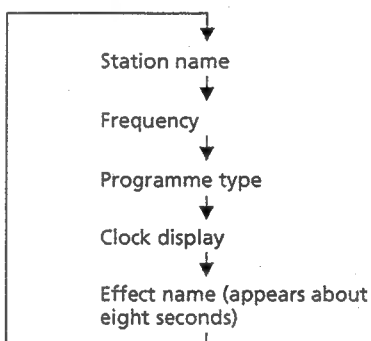 Station name
Frequency
Programme type
Clock display
Effect name (appears about
eight seconds)